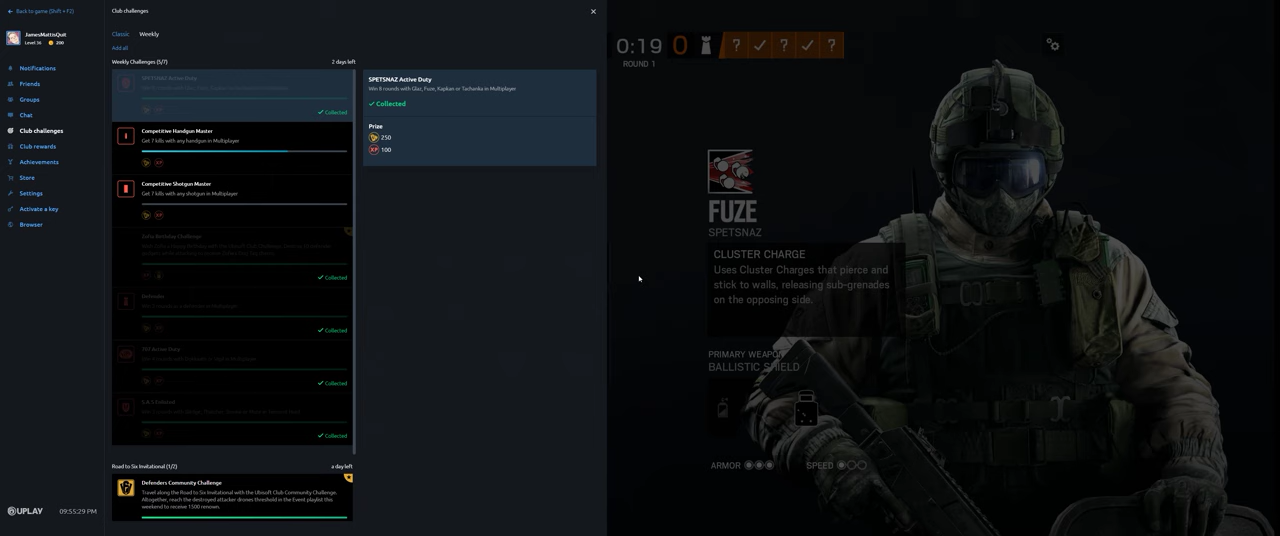 Back to game (Shift + F2)
JamesMattisQuit
Level 36 200
Notifications
Friends
Groups
Chat
Club challenges
Club rewards
Achievements
Store
Settings
Activate a key
Browser
UPLAY
09:55:29 PM
Club challenges
Classic Weekly
Add all
Weekly Challenges (5/7) 2 days left
SPETSNAZ Active Duty
Collected
Competitive Handgun Master
Get 7 kills with any handgun in Multiplayer
XP
Competitive Shotgun Master
Get 7 kills with any shotgun in Multiplayer
XP
Collected
Defender
Collected
Collected
Collected
Road to Six Invitational (1/2) a day left
Defenders Community Challenge
Travel along the Road to Six Invitational with the Ubisoft Club Community Challenge.
Altogether, reach the destroyed attacker drones threshold in the Event playlist this
weekend to receive 1500 renown.
SPETSNAZ Active Duty
Win 8 rounds with Glaz, Fuze, Kapkan or Tachanka in Multiplayer
Collected
Prize
250
XP 100
0:19 0 ? ? ? ?
ROUND 1
FUZE
SPETSNAZ
CLUSTER CHARGE
Uses Cluster Charges that pierce and
stick to walls, releasing sub-grenades
on the opposing side.
PRIMARY WEAPON
BALLISTIC SHIELD
ARMOR SPEED